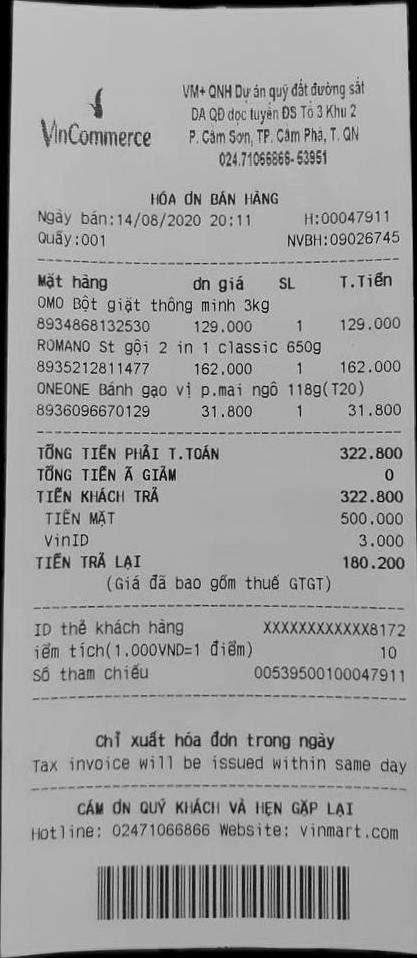 VinCommerce
VM+ QNH Dự án quỹ đất đường sắt
DA QĐ dọc tuyến ĐS Tổ 3 Khu 2
P. Cẩm Sơn, TP. Cẩm Phả, T. QN
024.71066866-53951
HÓA ƠN BÁN HÀNG
Ngày bán:14/08/2020 20:11 H:00047911
Quầy:001 NVBH:09026745
Mặt hàng ơn giá SL T.Tiền
OMO Bột giặt thông minh 3kg
8934868132530 129.000 1 129.000
ROMANO St gội 2 in 1 classic 650g
8935212811477 162.000 1 162.000
ONEONE Bánh gạo vị p.mai ngô 118g(T20)
8936096670129 31.800 1 31.800
TỔNG TIỀN PHẢI T.TOÁN 322.800
TỔNG TIỀN Ã GIẢM 0
TIỀN KHÁCH TRẢ 322.800
TIỀN MẶT 500.000
VinID 3.000
TIỀN TRẢ LẠI 180.200
(Giá đã bao gồm thuế GTGT)
ID thẻ khách hàng XXXXXXXXXXXX8172
iểm tích(1.000VND=1 điểm) 10
Số tham chiếu 00539500100047911
Chỉ xuất hóa đơn trong ngày
Tax invoice will be issued within same day
CÁM ƠN QUÝ KHÁCH VÀ HẸN GẶP LẠI
Hotline: 02471066866 Website: vinmart.com